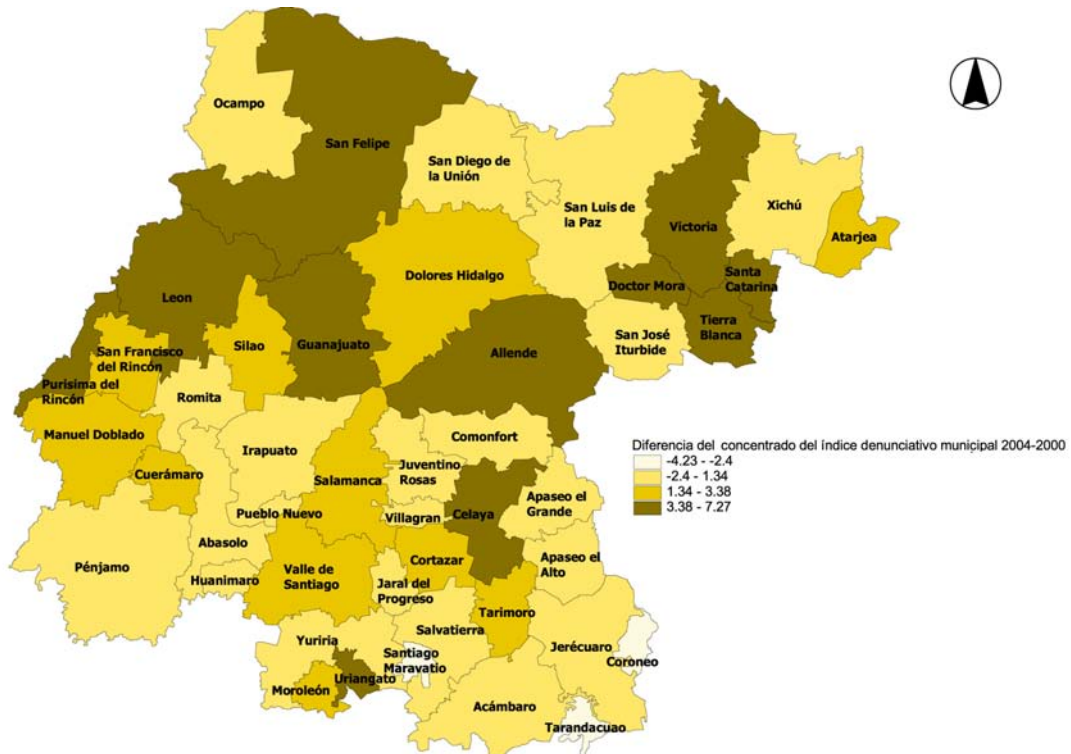 Ocampo
San Felipe
San Diego de
la Unión
San Luis de
la Paz
Xichú
Victoria
Atarjea
Santa
Catarina
Doctor Mora
Tierra
Blanca
Dolores Hidalgo
Leon
San José
Iturbide
Guanajuato
Silao
Allende
San Francisco
del Rincón
Purisima del
Rincón
Romita
Manuel Doblado
Comonfort
Diferencia del concentrado del índice denunciativo municipal 2004-2000
-4.23 - -2.4
-2.4 - 1.34
1.34 - 3.38
3.38 - 7.27
Irapuato
Juventino
Rosas
Cuerámaro
Salamanca
Apaseo el
Grande
Pueblo Nuevo
Villagran
Celaya
Abasolo
Pénjamo
Valle de
Santiago
Cortazar
Apaseo el
Alto
Huanimaro
Jaral del
Progreso
Tarimoro
Salvatierra
Yuriria
Jerécuaro
Santiago
Maravatio
Coroneo
Uriangato
Moroleón
Acámbaro
Tarandacuao